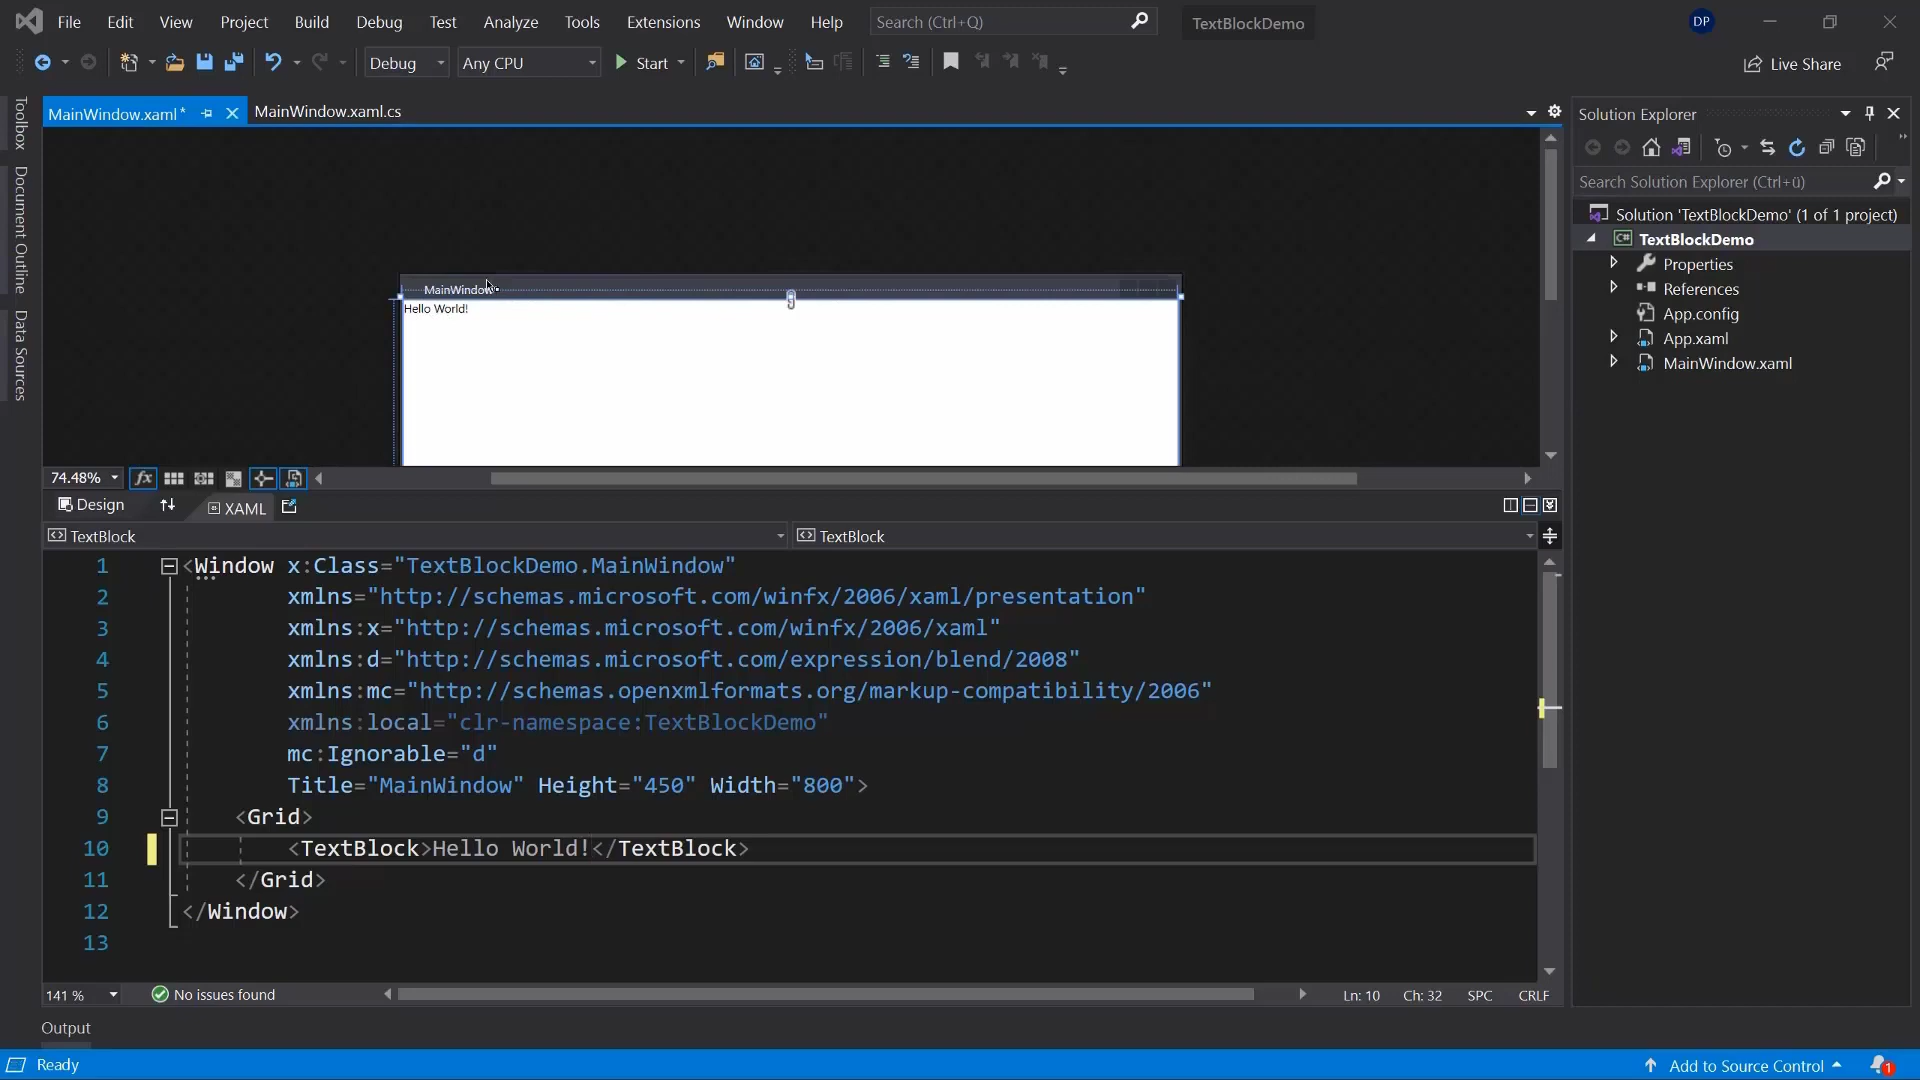 File Edit View Project Build Debug Test Analyze Tools Extensions Window Help Search (Ctrl+Q) TextBlockDemo DP
Debug Any CPU Start Live Share
MainWindow.xaml* MainWindow.xaml.cs
Toolbox
Document Outline
Data Sources
MainWindow
Hello World!
74.48%
Design XAML
TextBlock TextBlock
1 <Window x:Class="TextBlockDemo.MainWindow"
2 xmlns="http://schemas.microsoft.com/winfx/2006/xaml/presentation"
3 xmlns:x="http://schemas.microsoft.com/winfx/2006/xaml"
4 xmlns:d="http://schemas.microsoft.com/expression/blend/2008"
5 xmlns:mc="http://schemas.openxmlformats.org/markup-compatibility/2006"
6 xmlns:local="clr-namespace:TextBlockDemo"
7 mc:Ignorable="d"
8 Title="MainWindow" Height="450" Width="800">
9 <Grid>
10 <TextBlock>Hello World!</TextBlock>
11 </Grid>
12 </Window>
13
141 % No issues found Ln: 10 Ch: 32 SPC CRLF
Output
Ready Add to Source Control 1
Solution Explorer
Search Solution Explorer (Ctrl+ü)
Solution 'TextBlockDemo' (1 of 1 project)
C# TextBlockDemo
Properties
References
App.config
App.xaml
MainWindow.xaml